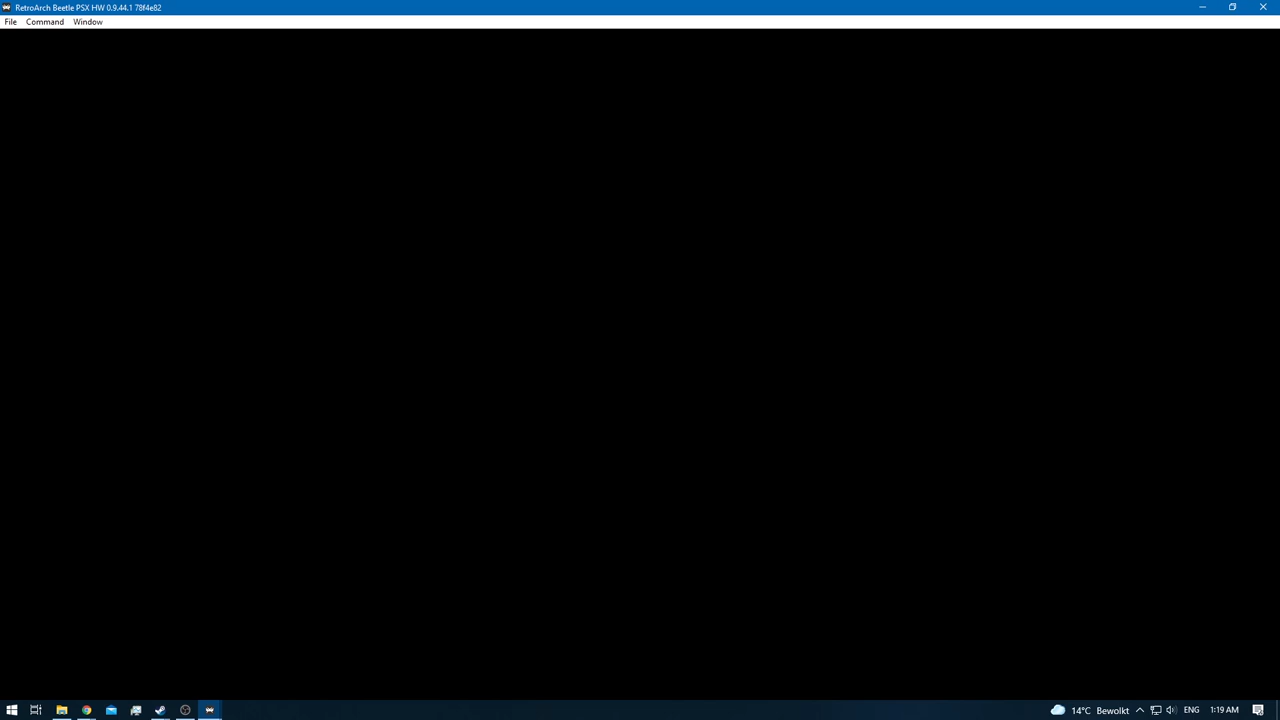 RetroArch Beetle PSX HW 0.9.44.1 78f4e82
File Command Window
14°C Bewolkt ENG 1:19 AM